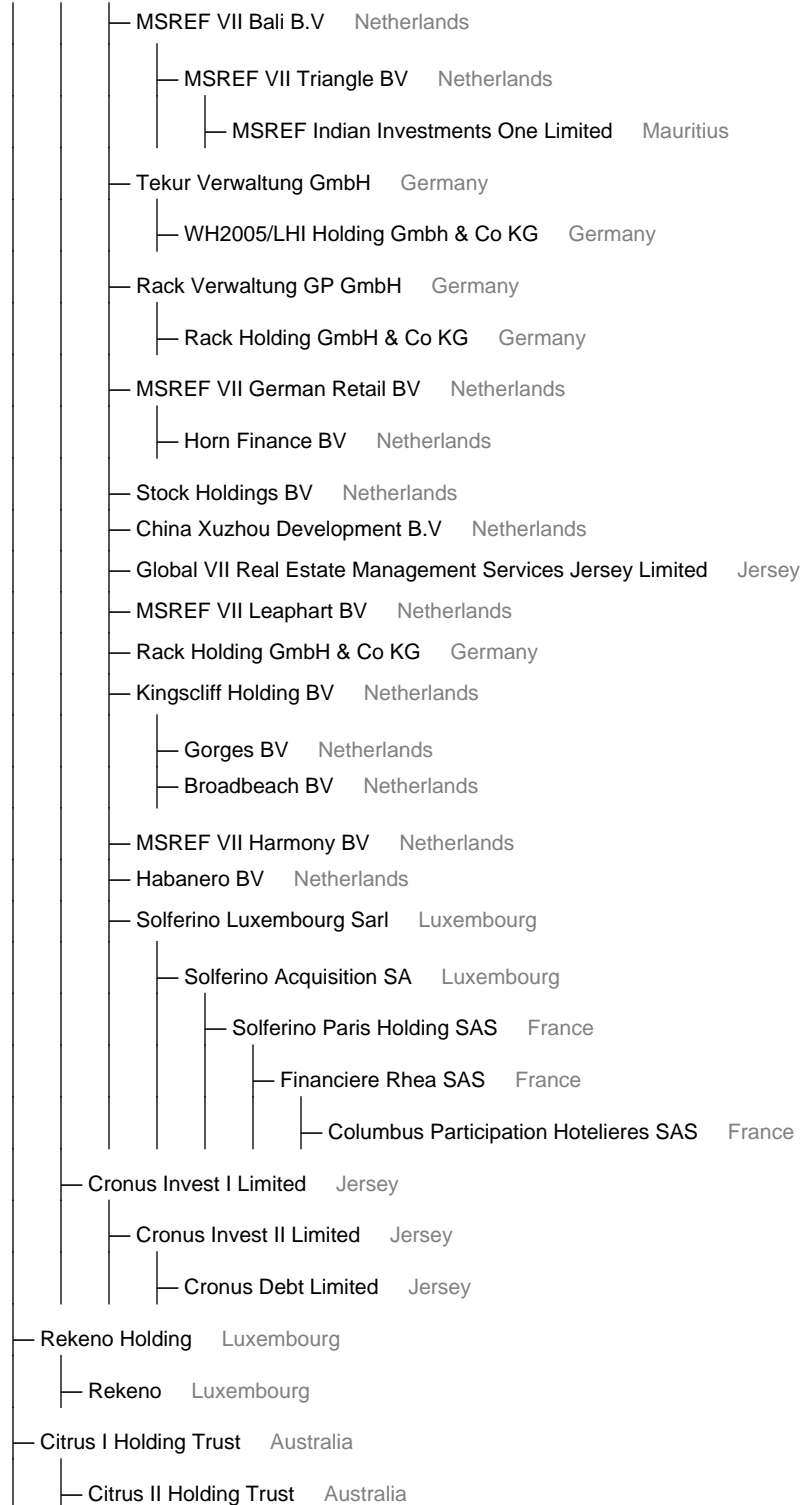 MSREF VII Bali B.V Netherlands
MSREF VII Triangle BV Netherlands
MSREF Indian Investments One Limited Mauritius
Tekur Verwaltung GmbH Germany
WH2005/LHI Holding Gmbh & Co KG Germany
Rack Verwaltung GP GmbH Germany
Rack Holding GmbH & Co KG Germany
MSREF VII German Retail BV Netherlands
Horn Finance BV Netherlands
Stock Holdings BV Netherlands
China Xuzhou Development B.V Netherlands
Global VII Real Estate Management Services Jersey Limited Jersey
MSREF VII Leaphart BV Netherlands
Rack Holding GmbH & Co KG Germany
Kingscliff Holding BV Netherlands
Gorges BV Netherlands
Broadbeach BV Netherlands
MSREF VII Harmony BV Netherlands
Habanero BV Netherlands
Solferino Luxembourg Sarl Luxembourg
Solferino Acquisition SA Luxembourg
Solferino Paris Holding SAS France
Financiere Rhea SAS France
Columbus Participation Hotelieres SAS France
Cronus Invest I Limited Jersey
Cronus Invest II Limited Jersey
Cronus Debt Limited Jersey
Rekeno Holding Luxembourg
Rekeno Luxembourg
Citrus I Holding Trust Australia
Citrus II Holding Trust Australia